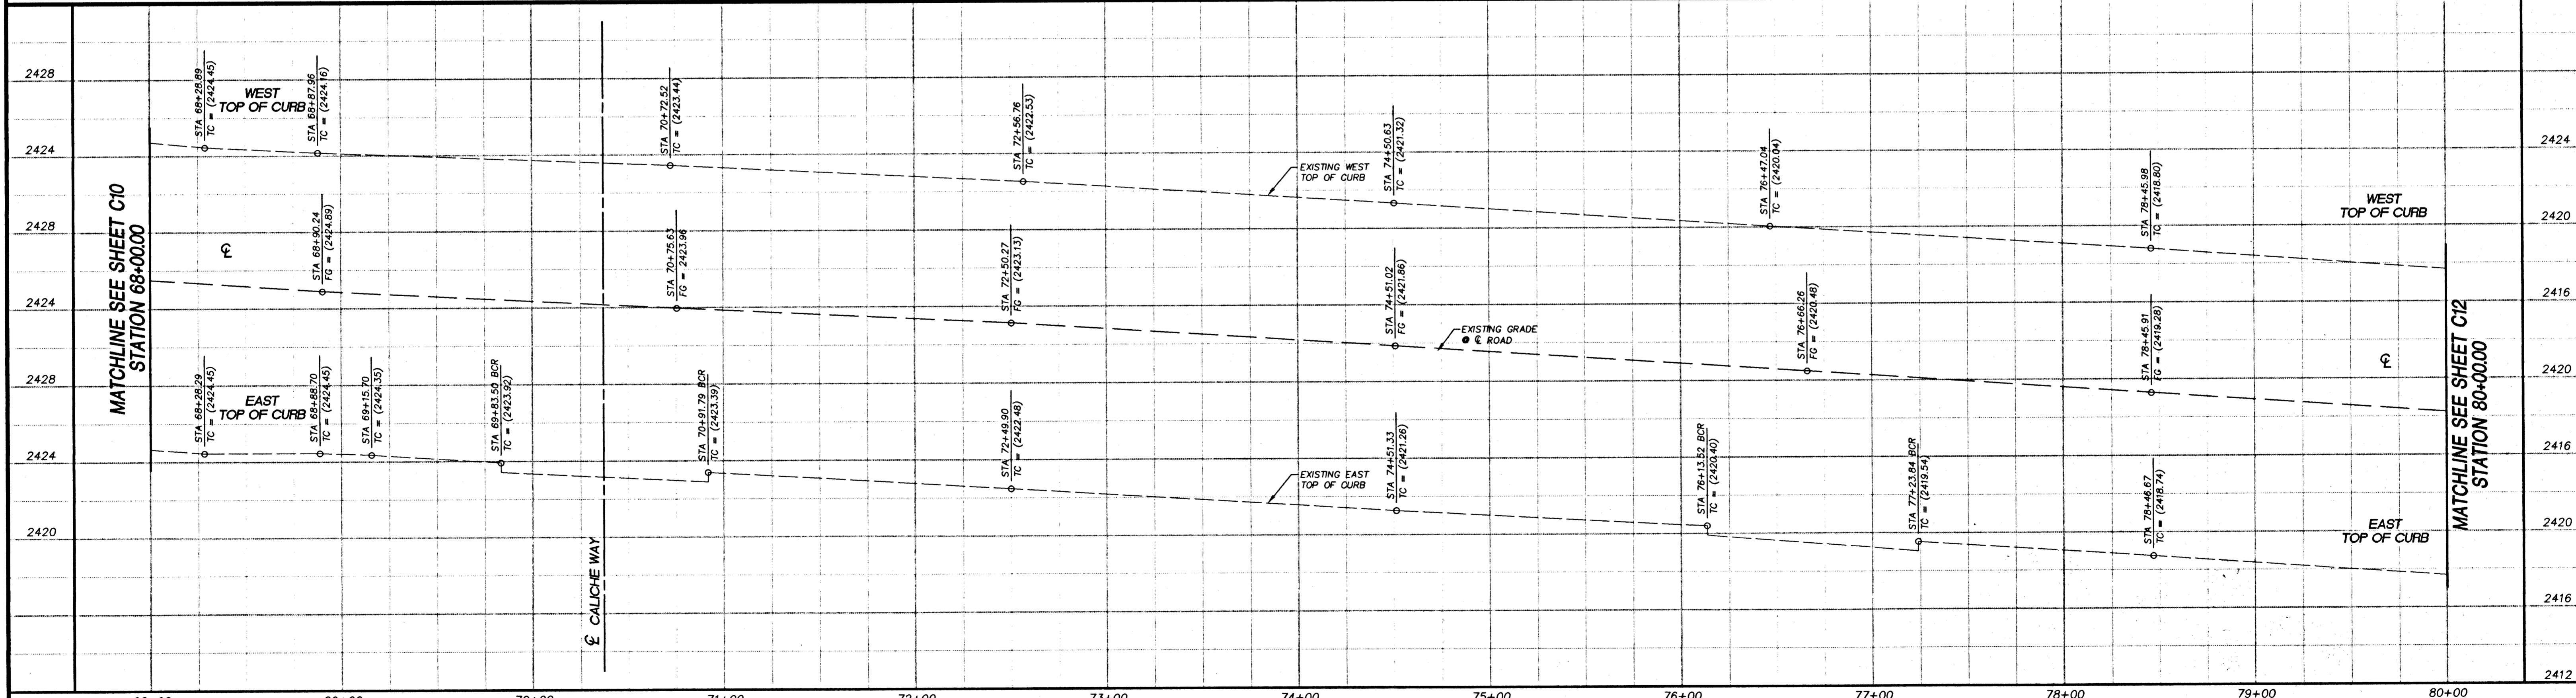 2428
2424
2428
2424
2428
2424
2420
MATCHLINE SEE SHEET C10
STATION 68+00.00
STA 68+28.89
TC = (2424.45)
WEST
TOP OF CURB
STA 68+87.96
TC = (2424.16)
STA 70+72.52
TC = (2423.44)
STA 72+56.76
TC = (2422.53)
EXISTING WEST
TOP OF CURB
STA 74+50.63
TC = (2421.32)
STA 76+47.04
TC = (2420.04)
STA 78+45.98
TC = (2418.80)
WEST
TOP OF CURB
℄
STA 68+90.24
FG = (2424.89)
STA 70+75.63
FG = 2423.96
STA 72+50.27
FG = (2423.13)
STA 74+51.02
FG = (2421.86)
EXISTING GRADE
@ ℄ ROAD
STA 76+66.26
FG = (2420.48)
STA 78+45.91
FG = (2419.28)
℄
STA 68+28.29
TC = (2424.45)
EAST
TOP OF CURB
STA 68+88.70
TC = (2424.45)
STA 69+15.70
TC = (2424.35)
STA 69+83.50 BCR
TC = (2423.92)
℄ CALICHE WAY
STA 70+91.79 BCR
TC = (2423.39)
STA 72+49.90
TC = (2422.48)
EXISTING EAST
TOP OF CURB
STA 74+51.33
TC = (2421.26)
STA 76+13.52 BCR
TC = (2420.40)
STA 77+23.84 BCR
TC = (2419.54)
STA 78+46.67
TC = (2418.74)
EAST
TOP OF CURB
MATCHLINE SEE SHEET C12
STATION 80+00.00
2424
2420
2416
2420
2416
2420
2416
2412
71+00
72+00
73+00
74+00
75+00
76+00
77+00
78+00
79+00
80+00